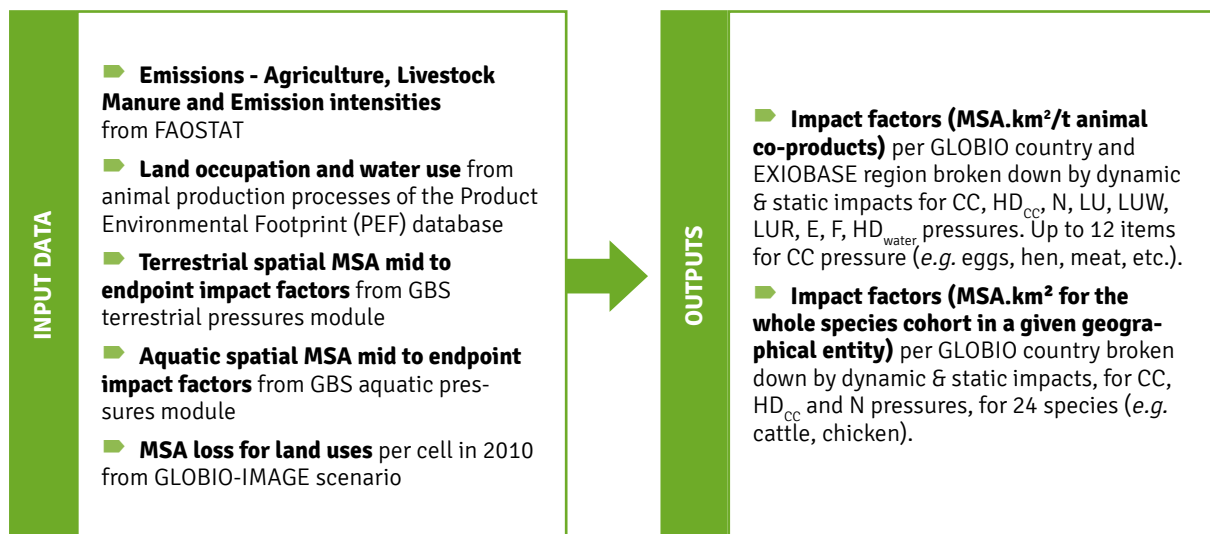 INPUT DATA
Emissions - Agriculture, Livestock
Manure and Emission intensities
from FAOSTAT
Land occupation and water use from
animal production processes of the Product
Environmental Footprint (PEF) database
Terrestrial spatial MSA mid to
endpoint impact factors from GBS
terrestrial pressures module
Aquatic spatial MSA mid to endpoint
impact factors from GBS aquatic pres-
sures module
MSA loss for land uses per cell in 2010
from GLOBIO-IMAGE scenario
OUTPUTS
Impact factors (MSA.km²/t animal
co-products) per GLOBIO country and
EXIOBASE region broken down by dynamic
& static impacts for CC, HDCC, N, LU, LUW,
LUR, E, F, HDwater pressures. Up to 12 items
for CC pressure (e.g. eggs, hen, meat, etc.).
Impact factors (MSA.km² for the
whole species cohort in a given geogra-
phical entity) per GLOBIO country broken
down by dynamic & static impacts, for CC,
HDCC and N pressures, for 24 species (e.g.
cattle, chicken).